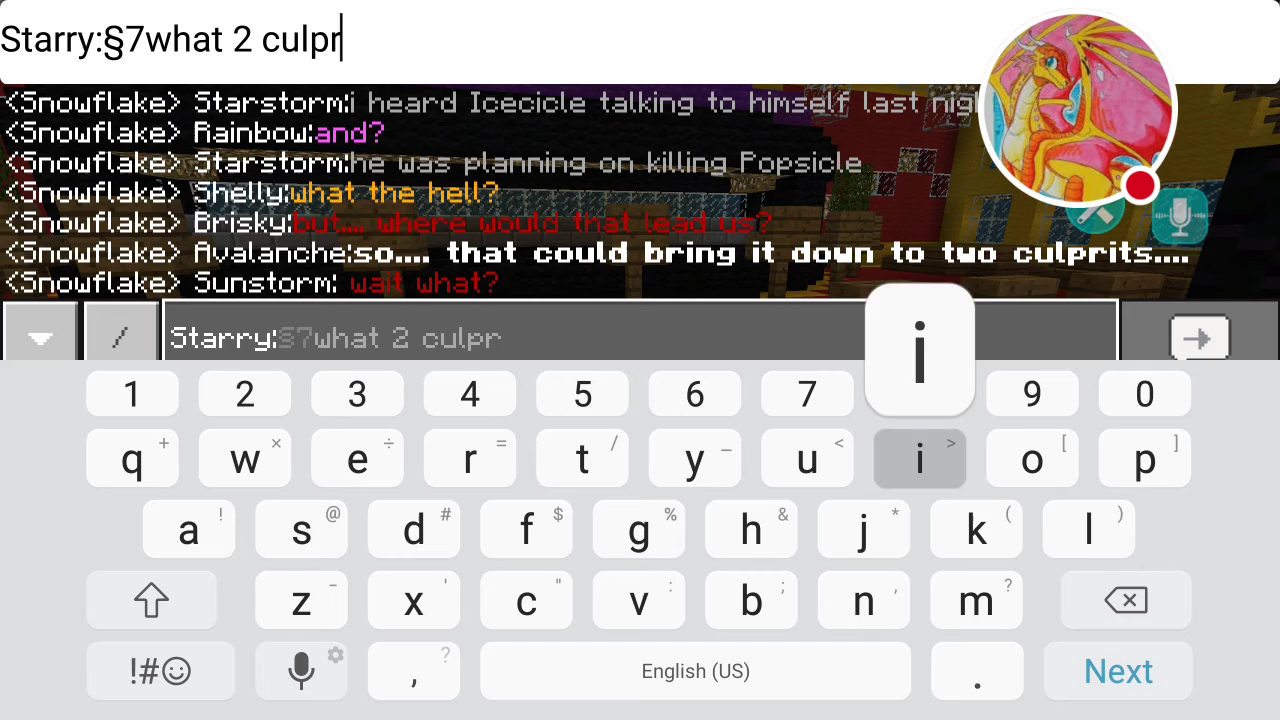 Starry:§7what 2 culpr
<Snowflake> Starstorm:i heard Icecicle talking to himself last
<Snowflake> Rainbow:and?
<Snowflake> Starstorm:he was planning on killing Popsicle
<Snowflake> Shelly:what the hell?
<Snowflake> Brisky:but.... where would that lead us?
<Snowflake> Avalanche:so.... that could bring it down to two culprits....
<Snowflake> Sunstorm: wait what?
/ Starry:§7what 2 culpr
i
1 2 3 4 5 6 7 9 0
q + w × e ÷ r = t / y _ u < i > o [ p ]
a ! s @ d # f $ g % h & j * k ( l )
z - x ' c " v : b ; n , m ?
!#☺ , ? English (US) . Next